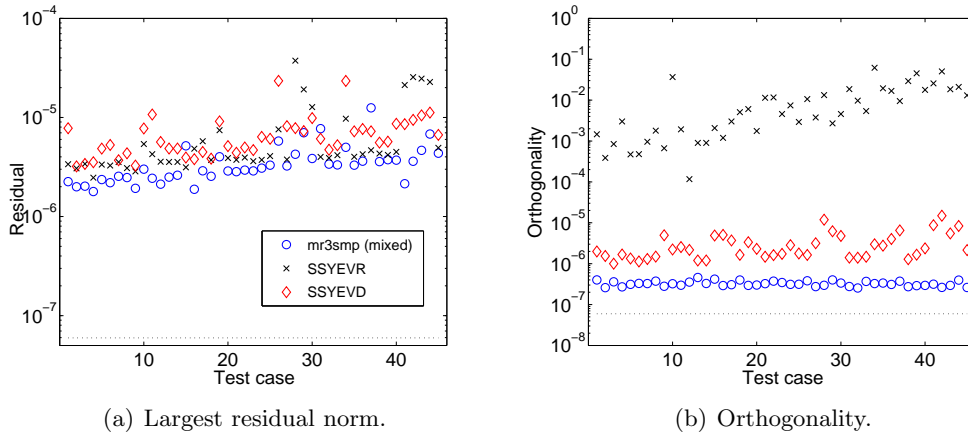 10^-4
10^-5
10^-6
10^-7
Residual
mr3smp (mixed)
SSYEVR
SSYEVD
10 20 30 40
Test case
(a) Largest residual norm.
10^0
10^-1
10^-2
10^-3
10^-4
10^-5
10^-6
10^-7
10^-8
Orthogonality
10 20 30 40
Test case
(b) Orthogonality.